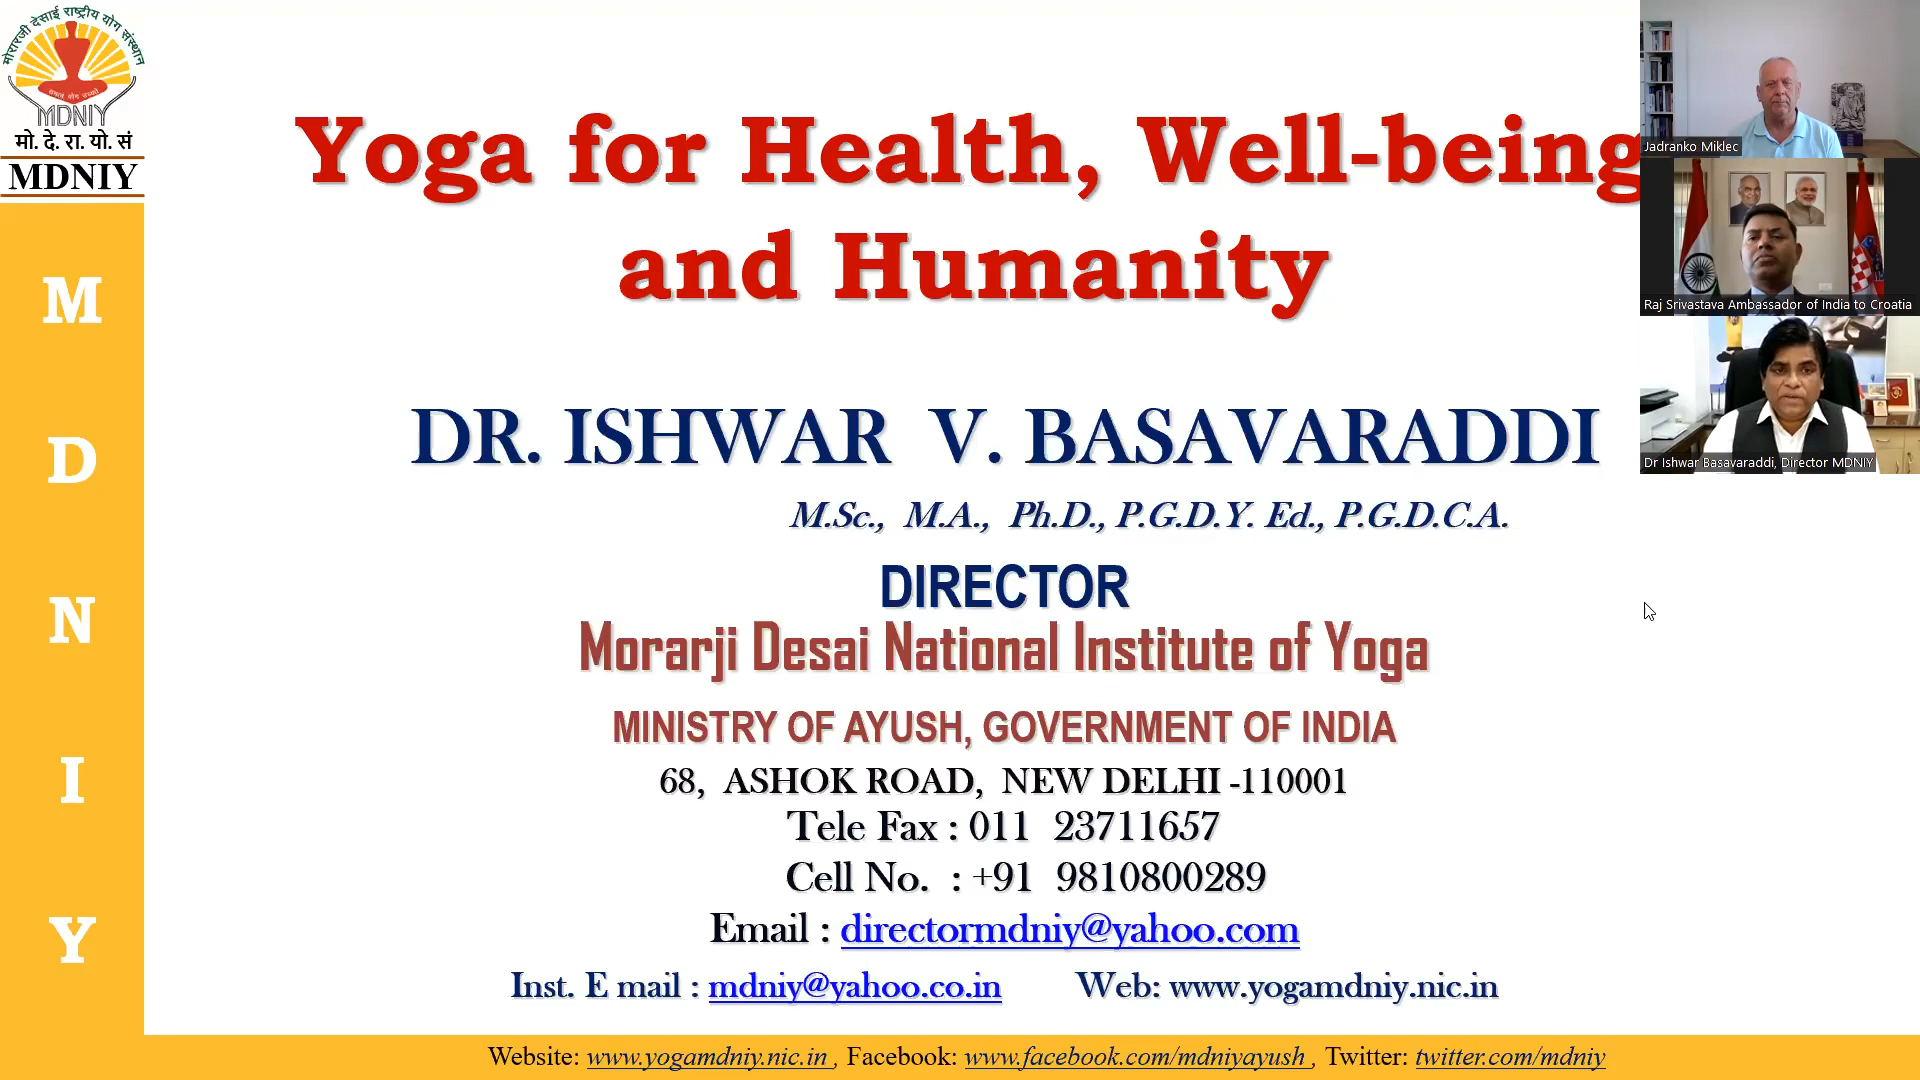 मोरारजी देसाई राष्ट्रीय योग संस्थान
MDNIY
मो. दे. रा. यो. सं
MDNIY
M
D
N
I
Y
Yoga for Health, Well-being
and Humanity
DR. ISHWAR V. BASAVARADDI
M.Sc., M.A., Ph.D., P.G.D.Y. Ed., P.G.D.C.A.
DIRECTOR
Morarji Desai National Institute of Yoga
MINISTRY OF AYUSH, GOVERNMENT OF INDIA
68, ASHOK ROAD, NEW DELHI -110001
Tele Fax : 011 23711657
Cell No. : +91 9810800289
Email : directormdniy@yahoo.com
Inst. E mail : mdniy@yahoo.co.in Web: www.yogamdniy.nic.in
Website: www.yogamdniy.nic.in , Facebook: www.facebook.com/mdniyayush , Twitter: twitter.com/mdniy
Jadranko Miklec
Raj Srivastava Ambassador of India to Croatia
Dr Ishwar Basavaraddi, Director MDNIY